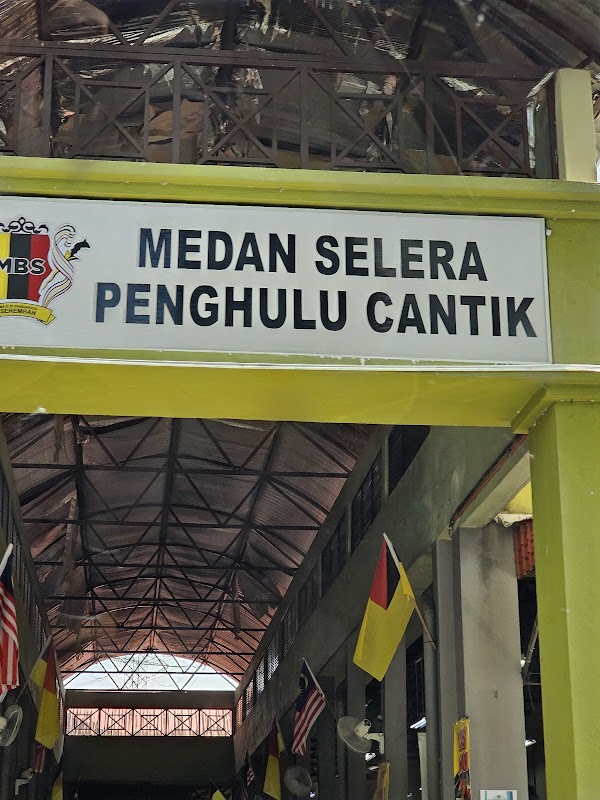 MBS
SEREMBAN
MEDAN SELERA
PENGHULU CANTIK